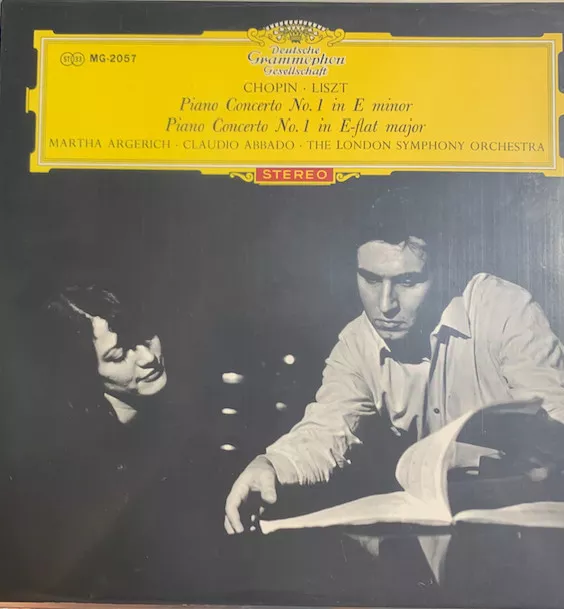 STEREO MG-2057
Deutsche
Grammophon
Gesellschaft
CHOPIN · LISZT
Piano Concerto No. 1 in E minor
Piano Concerto No. 1 in E-flat major
MARTHA ARGERICH · CLAUDIO ABBADO · THE LONDON SYMPHONY ORCHESTRA
STEREO